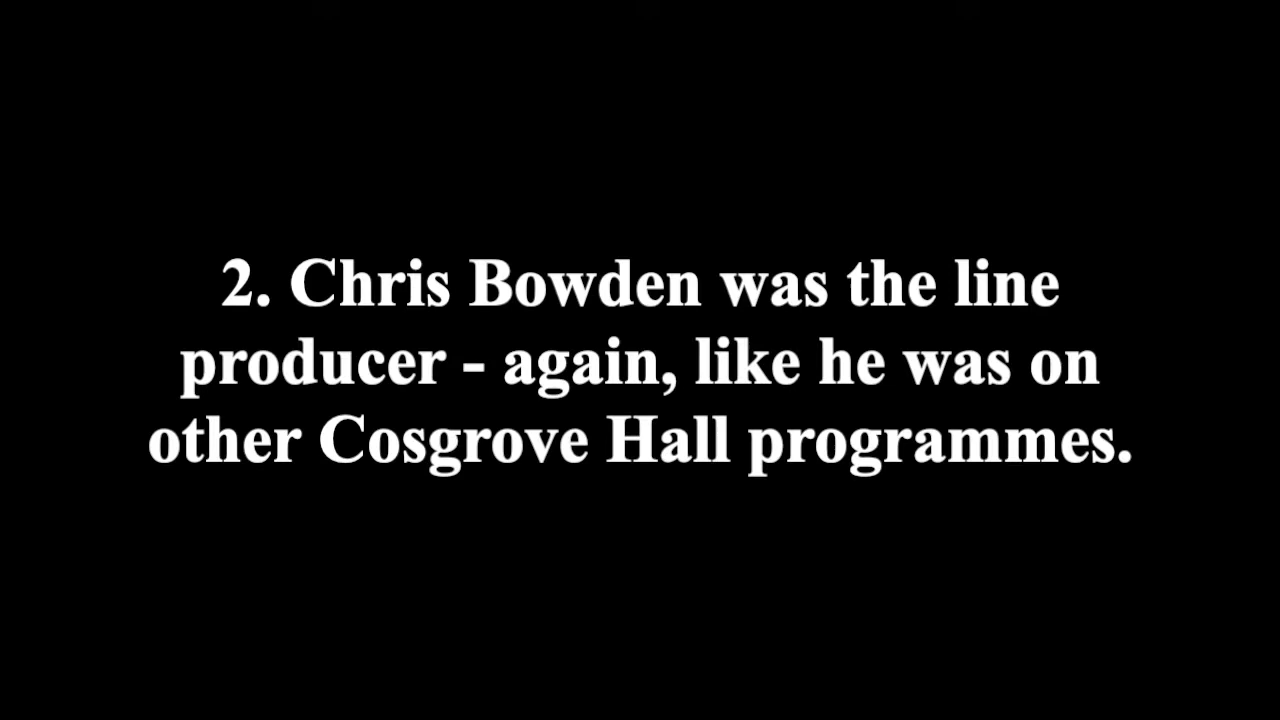 2. Chris Bowden was the line
producer - again, like he was on
other Cosgrove Hall programmes.